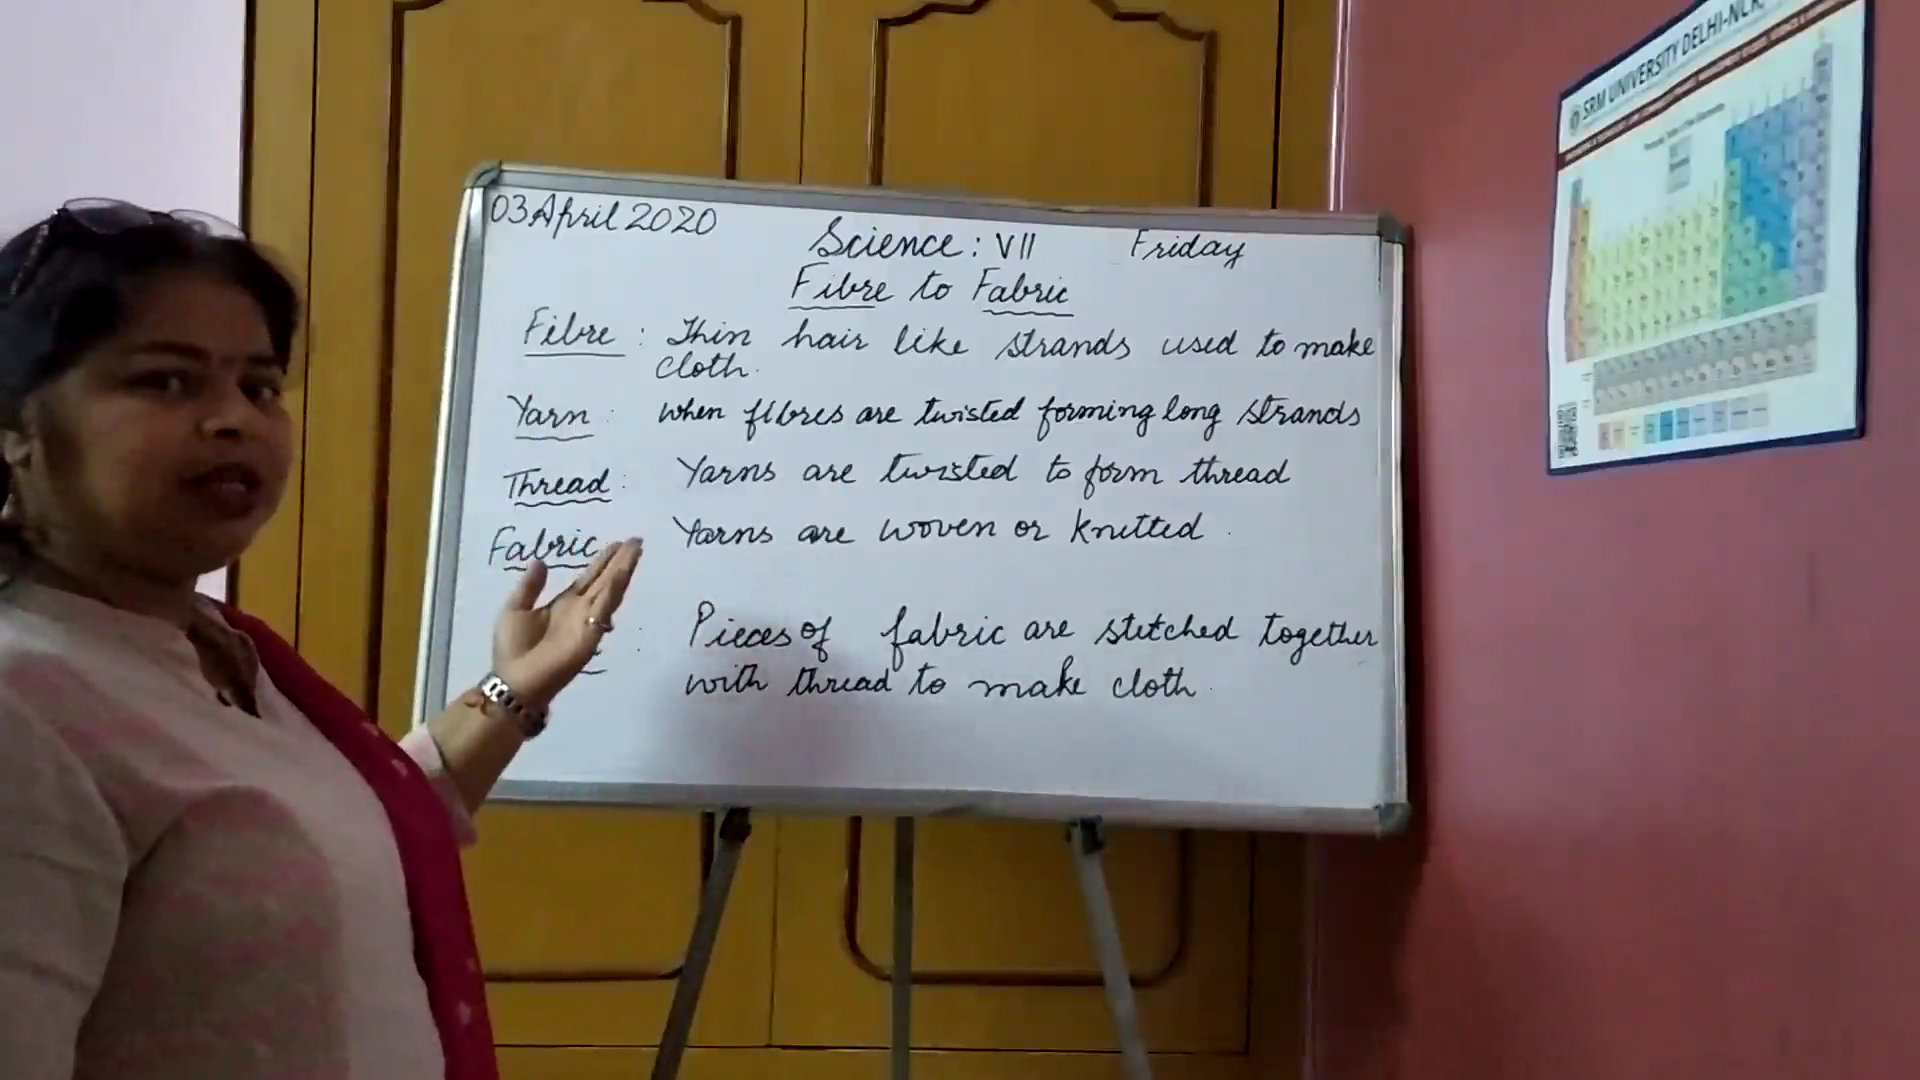 03 April 2020
Science : VII Friday
Fibre to Fabric
Fibre : Thin hair like strands used to make
cloth.
Yarn : when fibres are twisted forming long strands
Thread : Yarns are twisted to form thread
Fabric Yarns are woven or knitted.
: Pieces of fabric are stitched together
with thread to make cloth.
SRM UNIVERSITY DELHI-NCR,